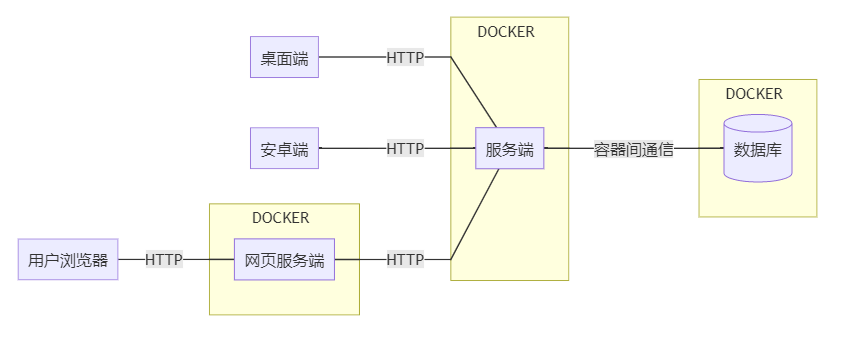 DOCKER
桌面端
HTTP
DOCKER
安卓端
HTTP
服务端
容器间通信
数据库
DOCKER
用户浏览器
HTTP
网页服务端
HTTP